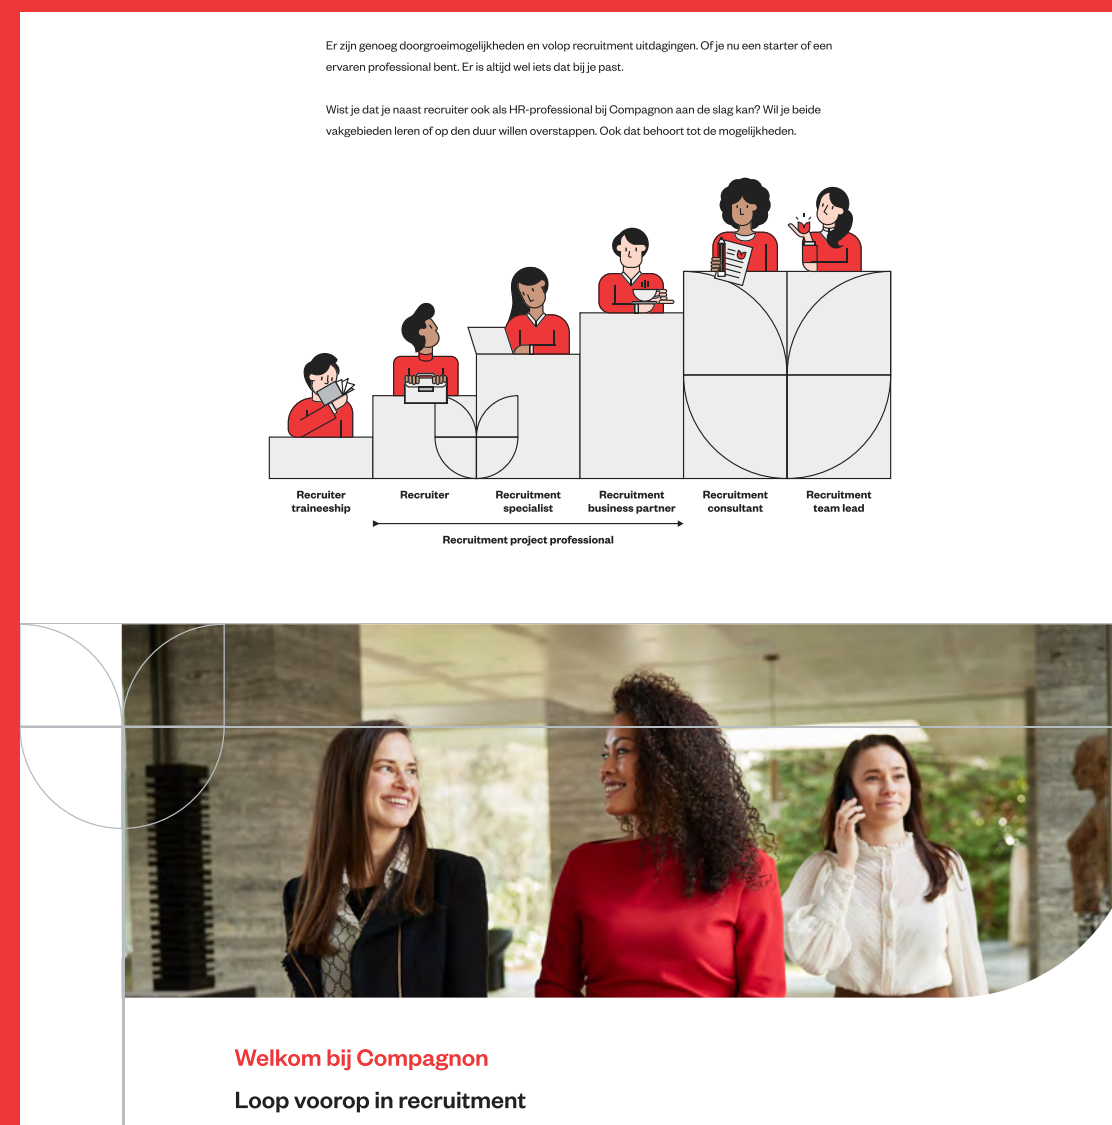 Er zijn genoeg doorgroeimogelijkheden en volop recruitment uitdagingen. Of je nu een starter of een
ervaren professional bent. Er is altijd wel iets dat bij je past.
Wist je dat je naast recruiter ook als HR-professional bij Compagnon aan de slag kan? Wil je beide
vakgebieden leren of op den duur willen overstappen. Ook dat behoort tot de mogelijkheden.
Recruiter
traineeship
Recruiter
Recruitment
specialist
Recruitment
business partner
Recruitment
consultant
Recruitment
team lead
Recruitment project professional
Welkom bij Compagnon
Loop voorop in recruitment